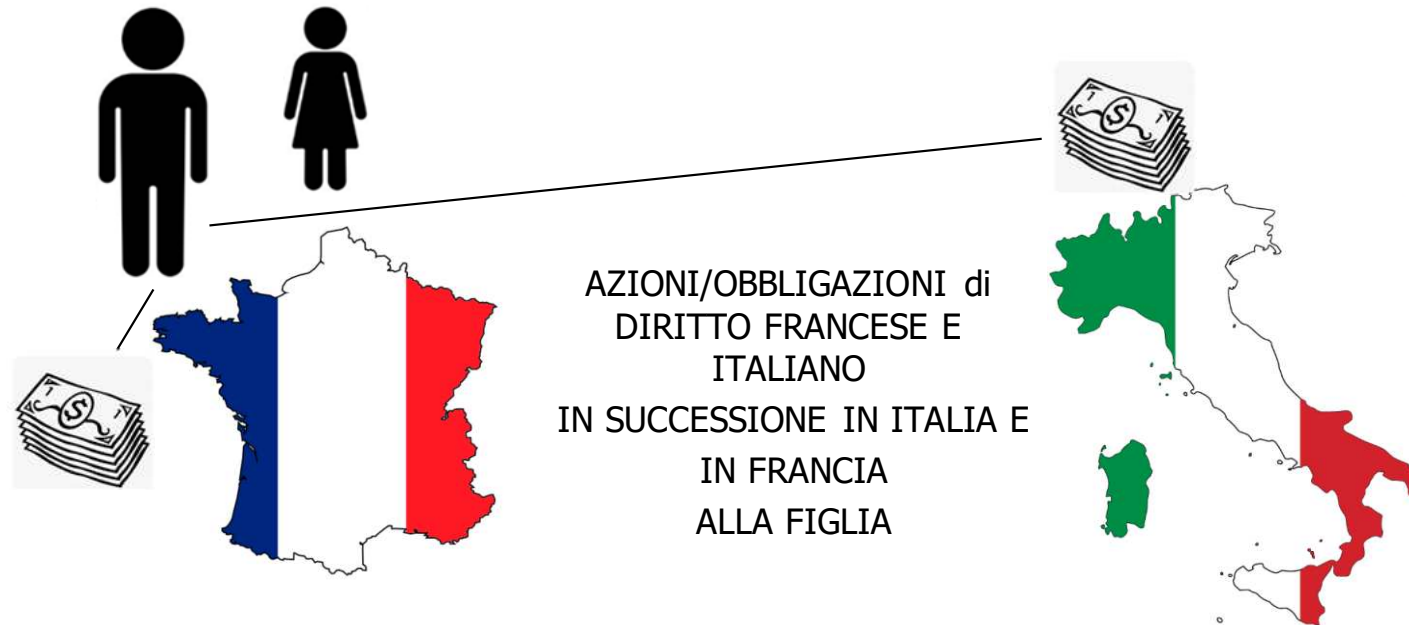 AZIONI/OBBLIGAZIONI di
DIRITTO FRANCESE E
ITALIANO
IN SUCCESSIONE IN ITALIA E
IN FRANCIA
ALLA FIGLIA